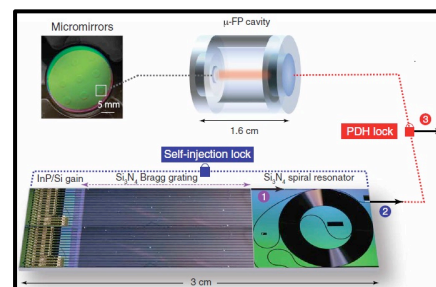 Micromirrors
µ-FP cavity
5 mm
1.6 cm
3
PDH lock
Self-injection lock
InP/Si gain
Si₃N₄ Bragg grating
Si₃N₄ spiral resonator
1
2
3 cm